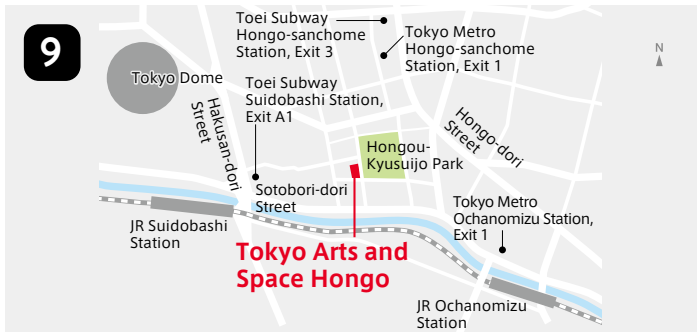 9
Toei Subway
Hongo-sanchome
Station, Exit 3
Tokyo Metro
Hongo-sanchome
Station, Exit 1
N
Tokyo Dome
Toei Subway
Suidobashi Station,
Exit A1
Hakusan-dori
Street
Hongo-dori
Street
Hongou-
Kyusuijo Park
Sotobori-dori
Street
Tokyo Metro
Ochanomizu Station,
Exit 1
JR Suidobashi
Station
Tokyo Arts and
Space Hongo
JR Ochanomizu
Station